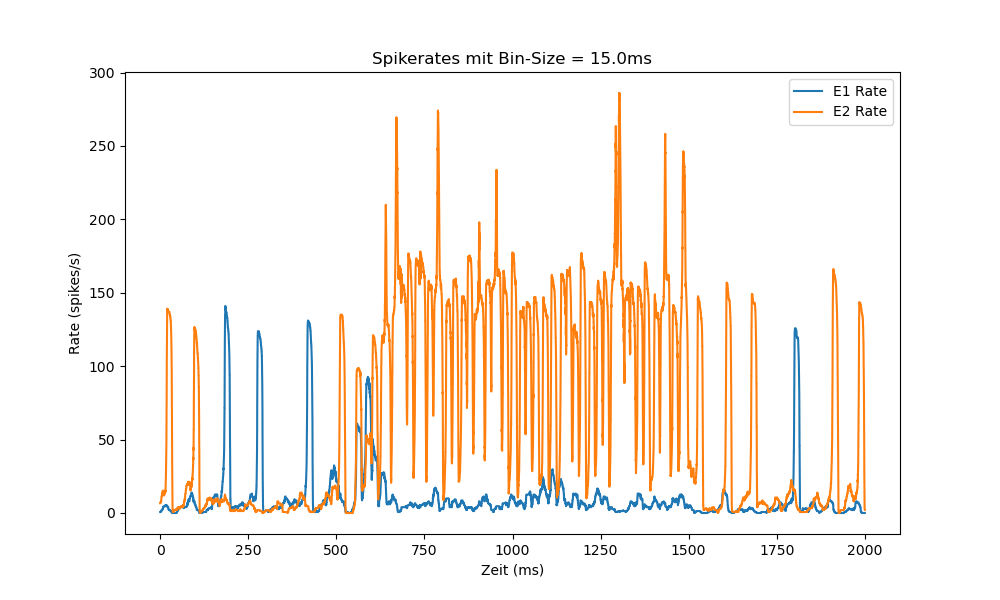 Spikerates mit Bin-Size = 15.0ms
E1 Rate
E2 Rate
Rate (spikes/s)
300
250
200
150
100
50
0
0 250 500 750 1000 1250 1500 1750 2000
Zeit (ms)